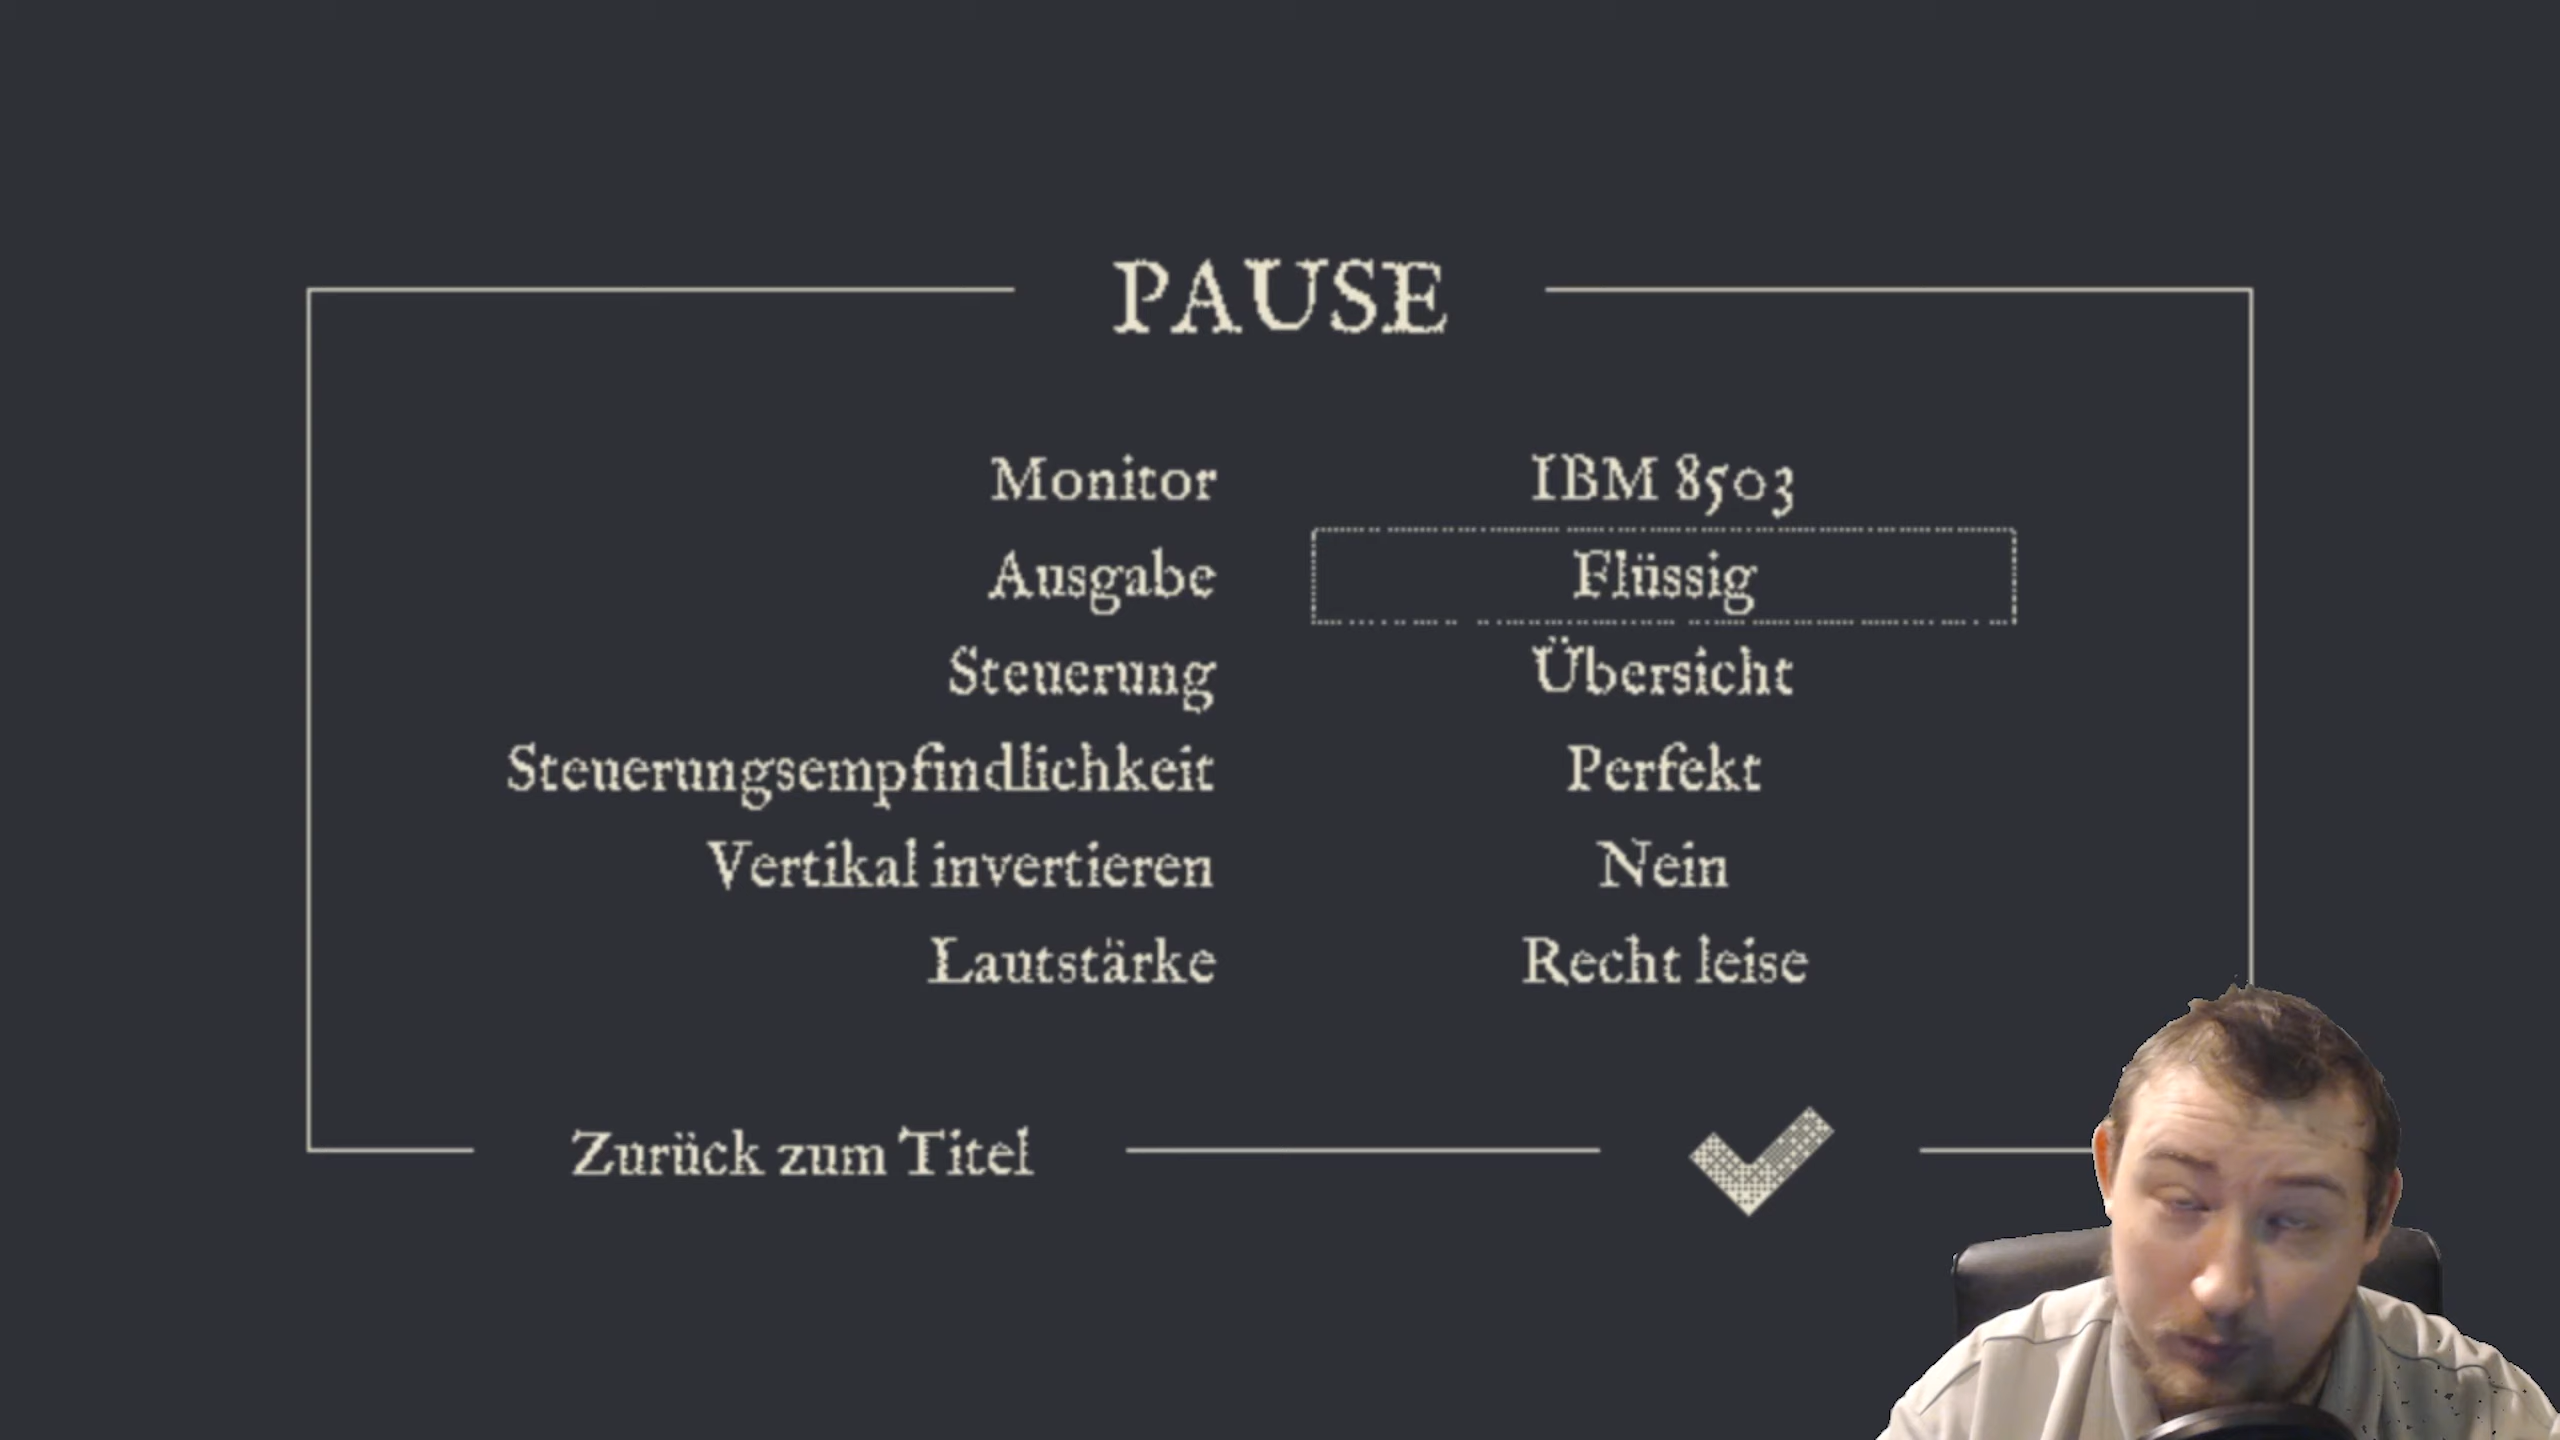 PAUSE
Monitor IBM 8503
Ausgabe Flüssig
Steuerung Übersicht
Steuerungsempfindlichkeit Perfekt
Vertikal invertieren Nein
Lautstärke Recht leise
Zurück zum Titel